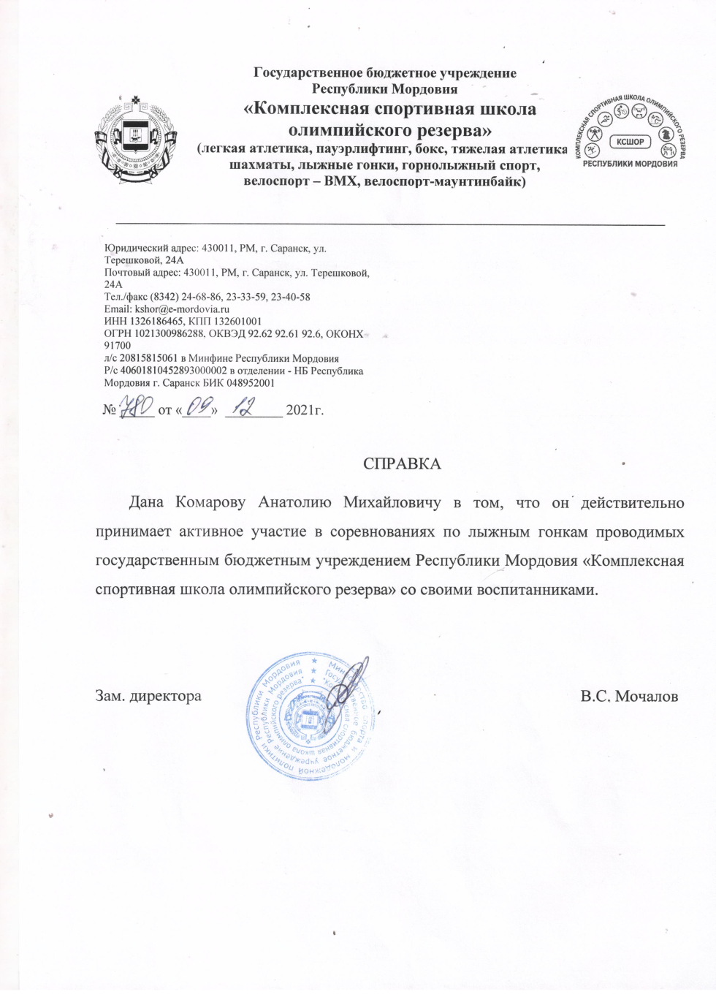 Государственное бюджетное учреждение
Республики Мордовия
«Комплексная спортивная школа
олимпийского резерва»
(легкая атлетика, пауэрлифтинг, бокс, тяжелая атлетика
шахматы, лыжные гонки, горнолыжный спорт,
велоспорт – ВМХ, велоспорт-маунтинбайк)
КОМПЛЕКСНАЯ СПОРТИВНАЯ ШКОЛА ОЛИМПИЙСКОГО РЕЗЕРВА
КСШОР
РЕСПУБЛИКИ МОРДОВИЯ
Юридический адрес: 430011, РМ, г. Саранск, ул.
Терешковой, 24А
Почтовый адрес: 430011, РМ, г. Саранск, ул. Терешковой,
24А
Тел./факс (8342) 24-68-86, 23-33-59, 23-40-58
Email: kshor@e-mordovia.ru
ИНН 1326186465, КПП 132601001
ОГРН 1021300986288, ОКВЭД 92.62 92.61 92.6, ОКОНХ
91700
л/с 20815815061 в Минфине Республики Мордовия
Р/с 40601810452893000002 в отделении - НБ Республика
Мордовия г. Саранск БИК 048952001
№ 780 от « 09 » 12 2021г.
СПРАВКА
Дана Комарову Анатолию Михайловичу в том, что он действительно
принимает активное участие в соревнованиях по лыжным гонкам проводимых
государственным бюджетным учреждением Республики Мордовия «Комплексная
спортивная школа олимпийского резерва» со своими воспитанниками.
Зам. директора
В.С. Мочалов
Министерство спорта и молодежной политики Республики Мордовия
Государственное бюджетное учреждение Республики Мордовия
"Комплексная спортивная школа олимпийского резерва"